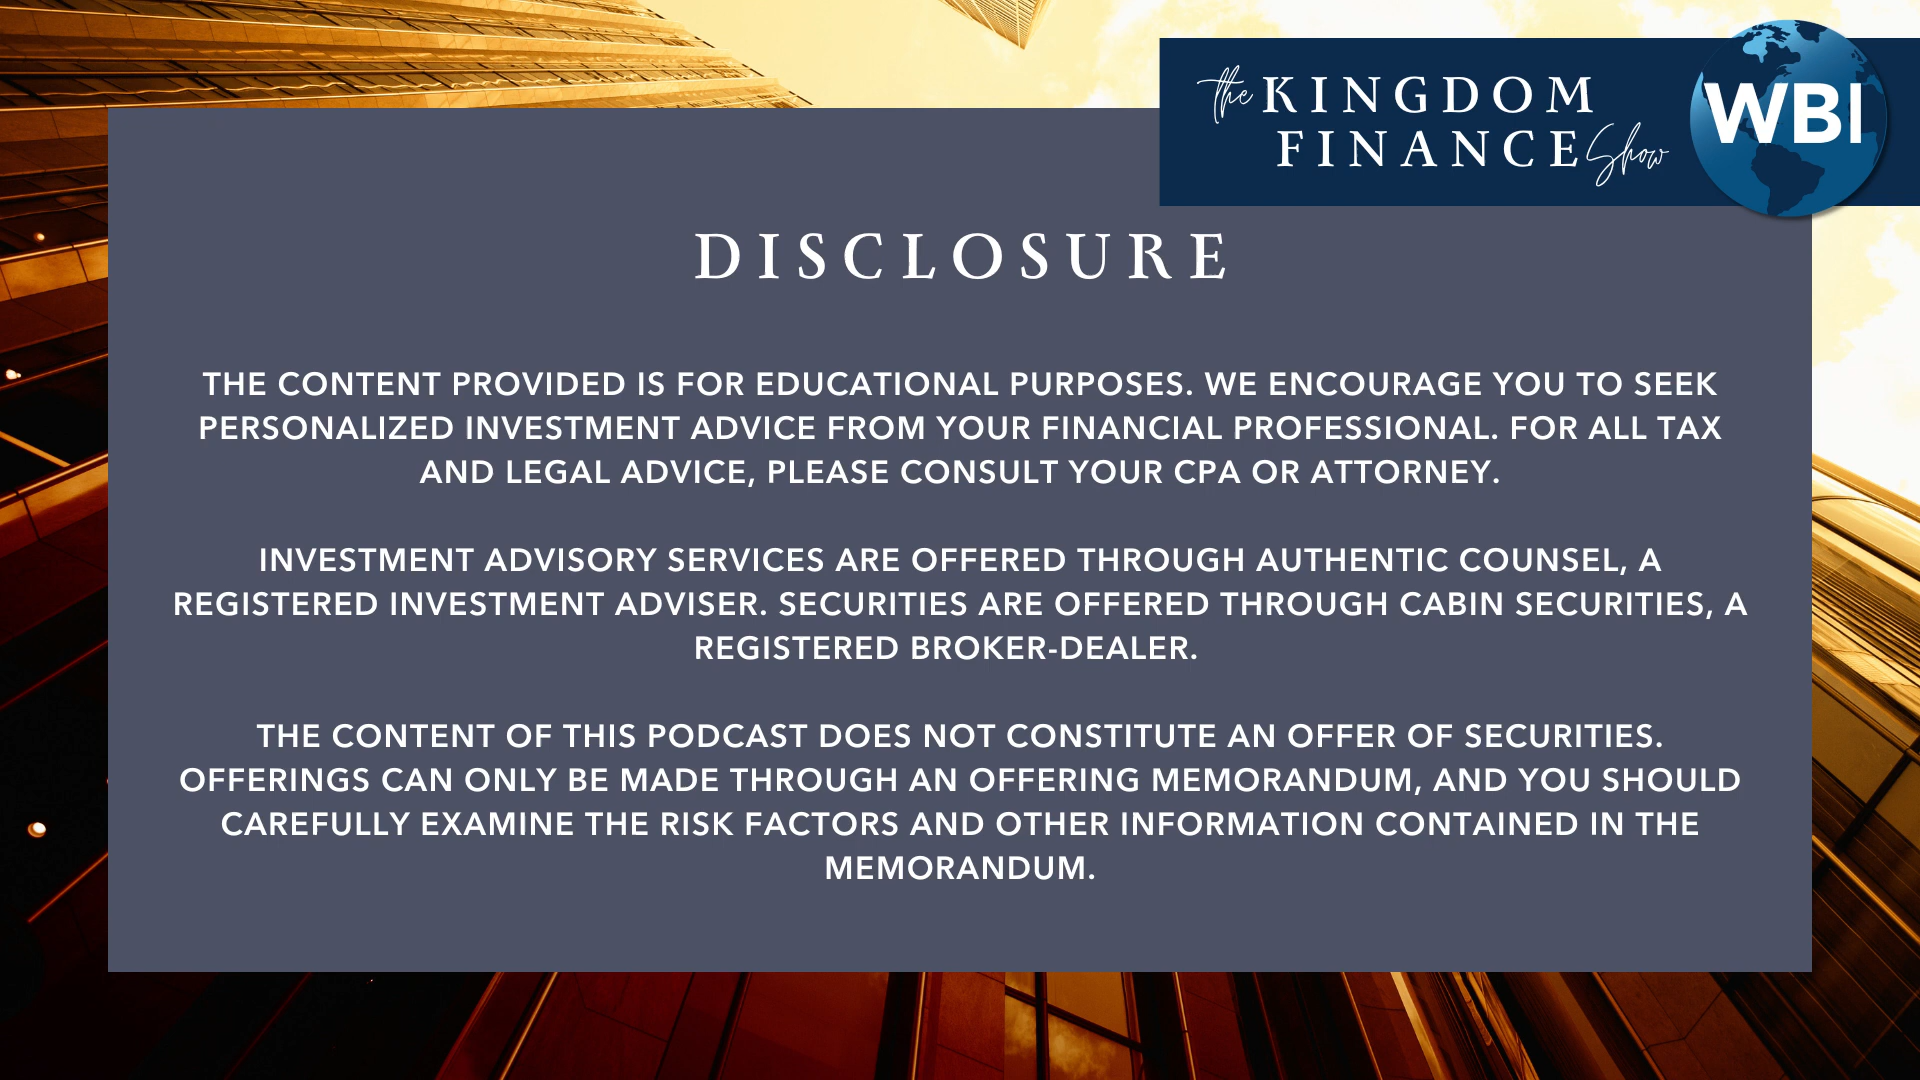 the KINGDOM
FINANCE Show
WBI
DISCLOSURE
THE CONTENT PROVIDED IS FOR EDUCATIONAL PURPOSES. WE ENCOURAGE YOU TO SEEK
PERSONALIZED INVESTMENT ADVICE FROM YOUR FINANCIAL PROFESSIONAL. FOR ALL TAX
AND LEGAL ADVICE, PLEASE CONSULT YOUR CPA OR ATTORNEY.
INVESTMENT ADVISORY SERVICES ARE OFFERED THROUGH AUTHENTIC COUNSEL, A
REGISTERED INVESTMENT ADVISER. SECURITIES ARE OFFERED THROUGH CABIN SECURITIES, A
REGISTERED BROKER-DEALER.
THE CONTENT OF THIS PODCAST DOES NOT CONSTITUTE AN OFFER OF SECURITIES.
OFFERINGS CAN ONLY BE MADE THROUGH AN OFFERING MEMORANDUM, AND YOU SHOULD
CAREFULLY EXAMINE THE RISK FACTORS AND OTHER INFORMATION CONTAINED IN THE
MEMORANDUM.